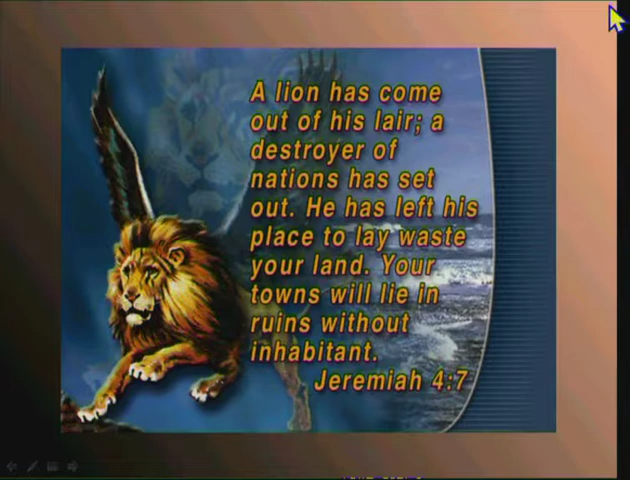 A lion has come
out of his lair; a
destroyer of
nations has set
out. He has left his
place to lay waste
your land. Your
towns will lie in
ruins without
inhabitant.
Jeremiah 4:7